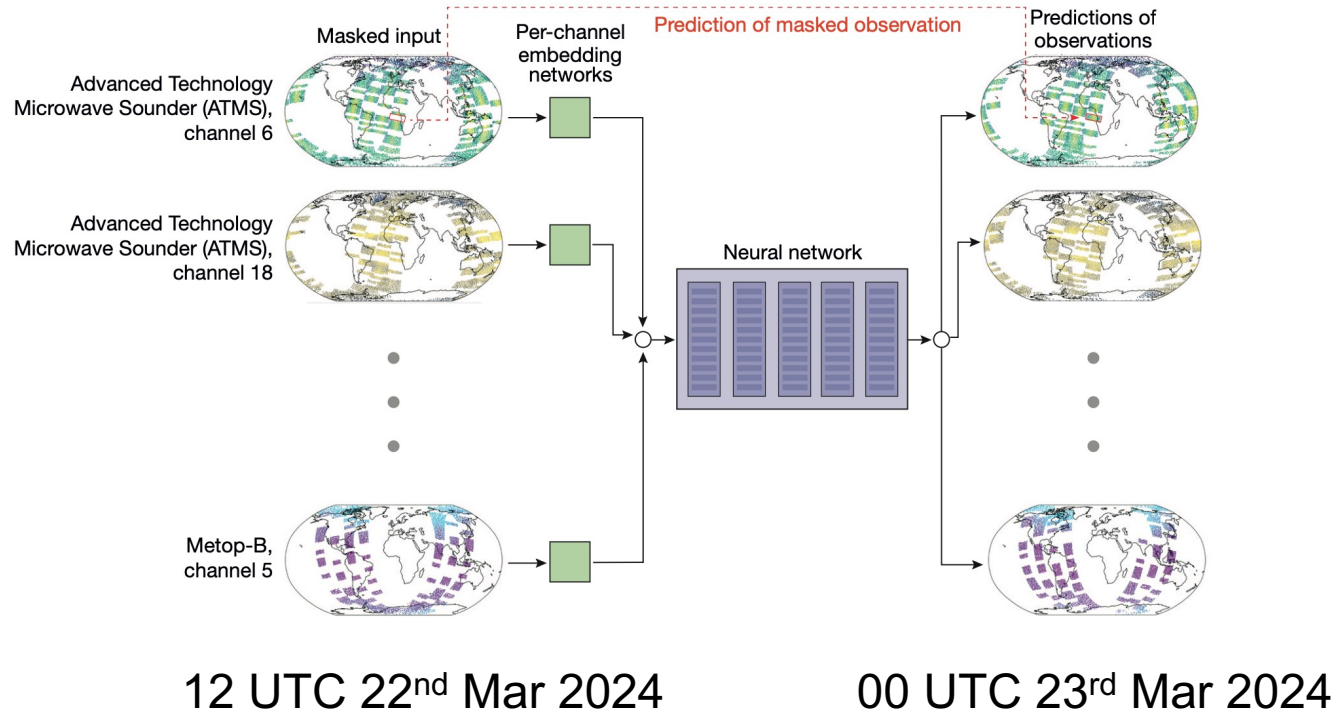 Prediction of masked observation
Masked input
Per-channel
embedding
networks
Predictions of
observations
Advanced Technology
Microwave Sounder (ATMS),
channel 6
Advanced Technology
Microwave Sounder (ATMS),
channel 18
Neural network
Metop-B,
channel 5
12 UTC 22nd Mar 2024
00 UTC 23rd Mar 2024